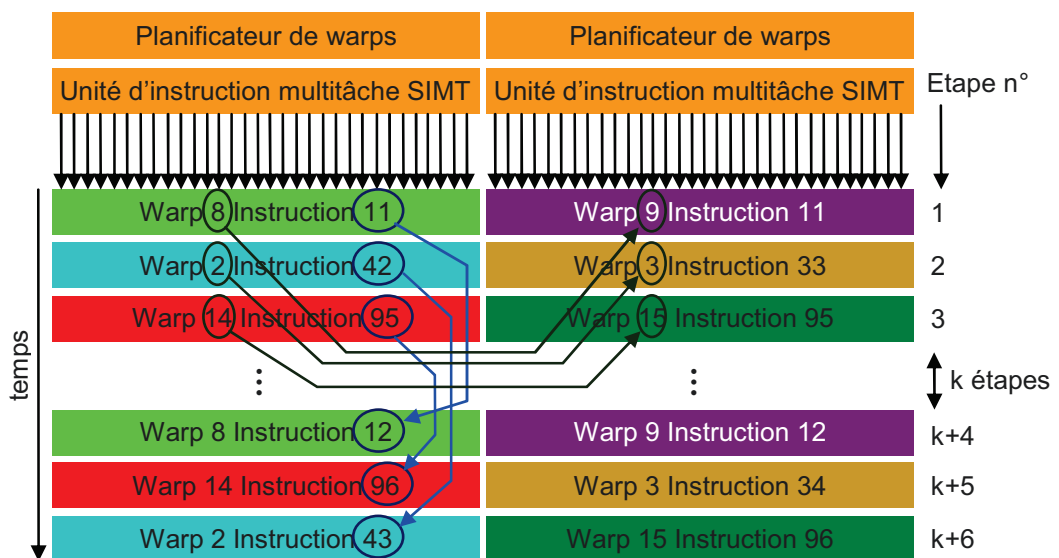 Planificateur de warps
Planificateur de warps
Unité d'instruction multitâche SIMT
Unité d'instruction multitâche SIMT
Etape n°
Warp 8 Instruction 11
Warp 9 Instruction 11
1
Warp 2 Instruction 42
Warp 3 Instruction 33
2
Warp 14 Instruction 95
Warp 15 Instruction 95
3
temps
...
...
k étapes
Warp 8 Instruction 12
Warp 9 Instruction 12
k+4
Warp 14 Instruction 96
Warp 3 Instruction 34
k+5
Warp 2 Instruction 43
Warp 15 Instruction 96
k+6